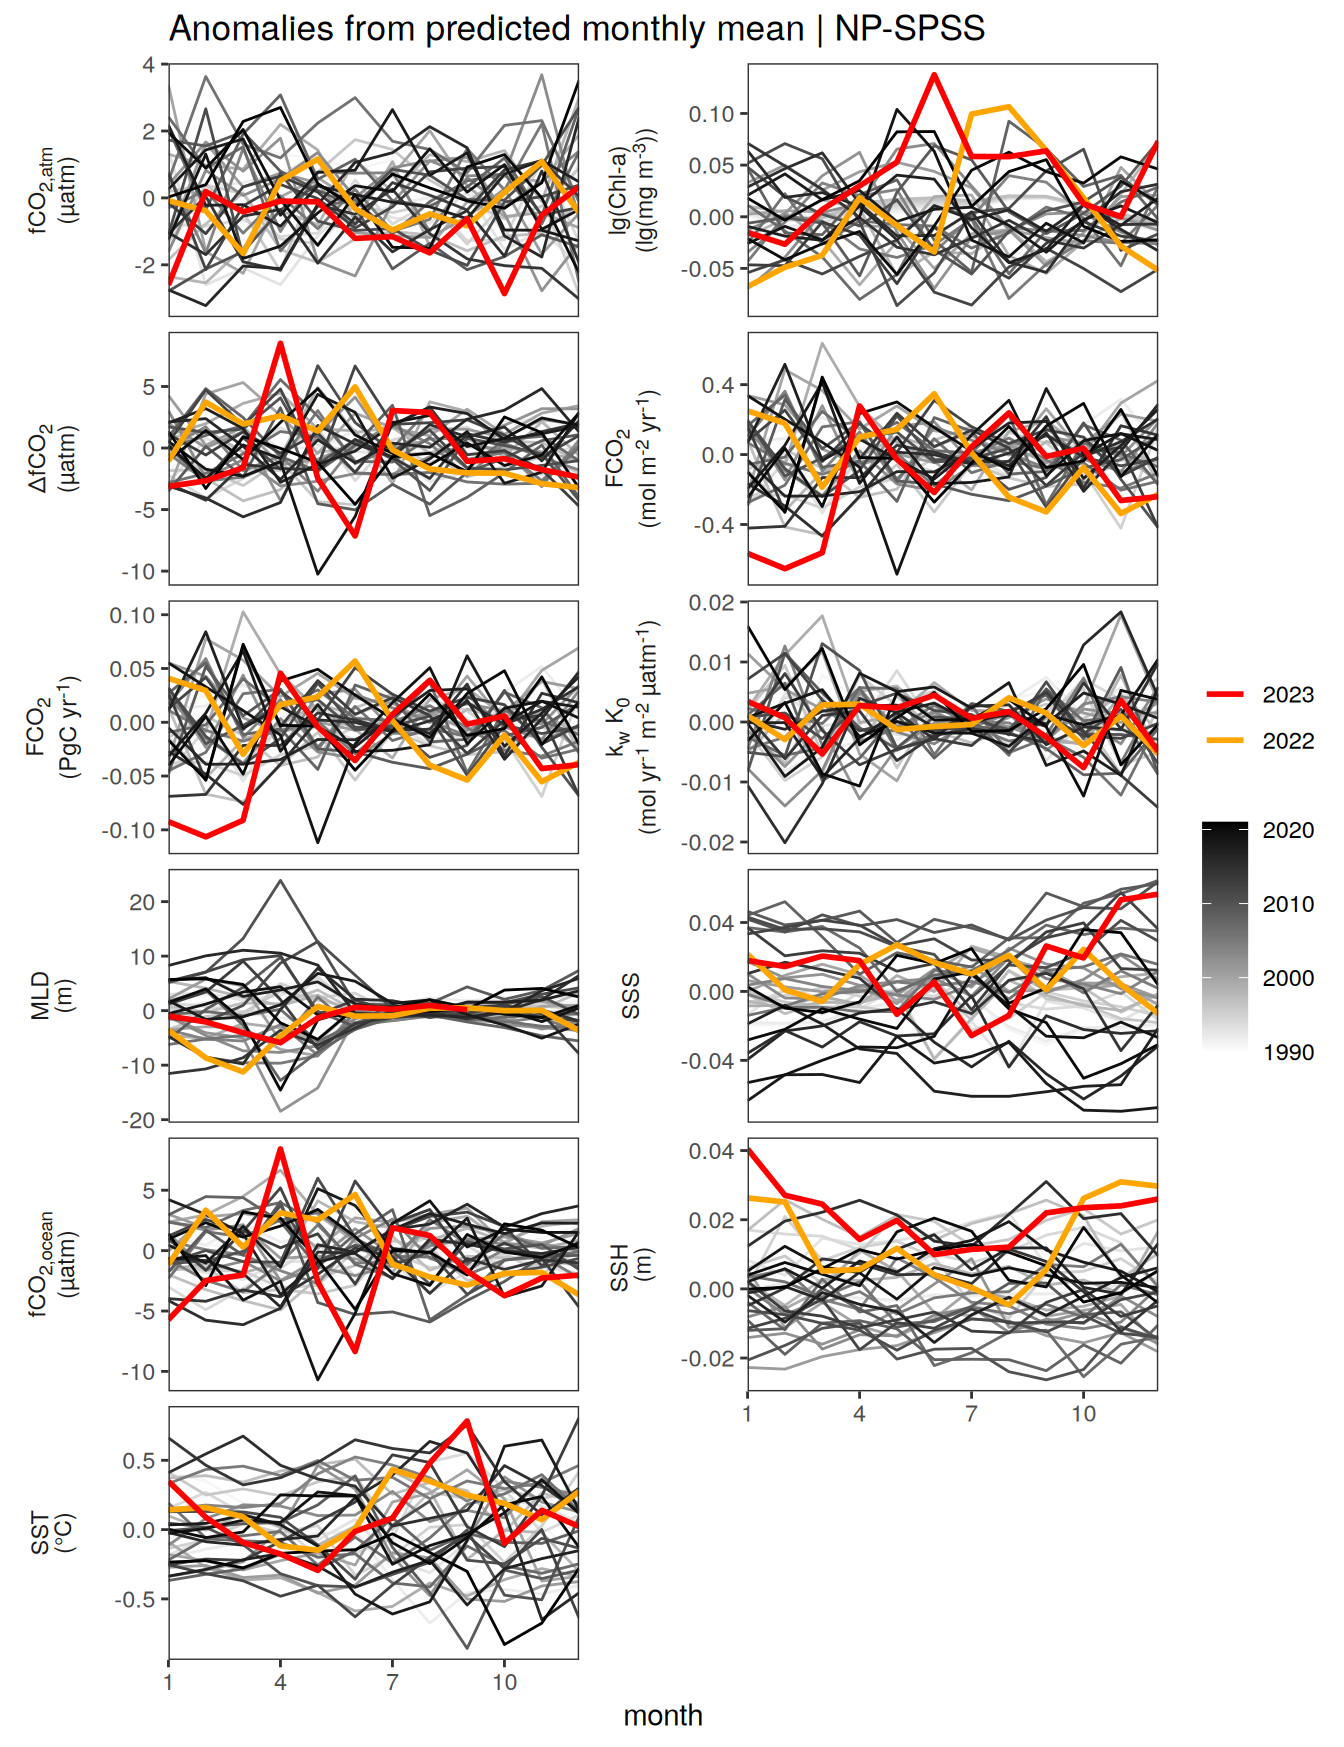 Anomalies from predicted monthly mean | NP-SPSS
fCO2,atm
(µatm)
4
2
0
-2
lg(Chl-a)
(lg(mg m-3))
0.10
0.05
0.00
-0.05
ΔfCO2
(µatm)
5
0
-5
-10
FCO2
(mol m-2 yr-1)
0.4
0.0
-0.4
FCO2
(PgC yr-1)
0.10
0.05
0.00
-0.05
-0.10
kw K0
(mol yr-1 m-2 µatm-1)
0.02
0.01
0.00
-0.01
-0.02
MLD
(m)
20
10
0
-10
-20
SSS
0.04
0.00
-0.04
fCO2,ocean
(µatm)
5
0
-5
-10
SSH
(m)
0.04
0.02
0.00
-0.02
1 4 7 10
SST
(°C)
0.5
0.0
-0.5
1 4 7 10
month
2023
2022
2020
2010
2000
1990